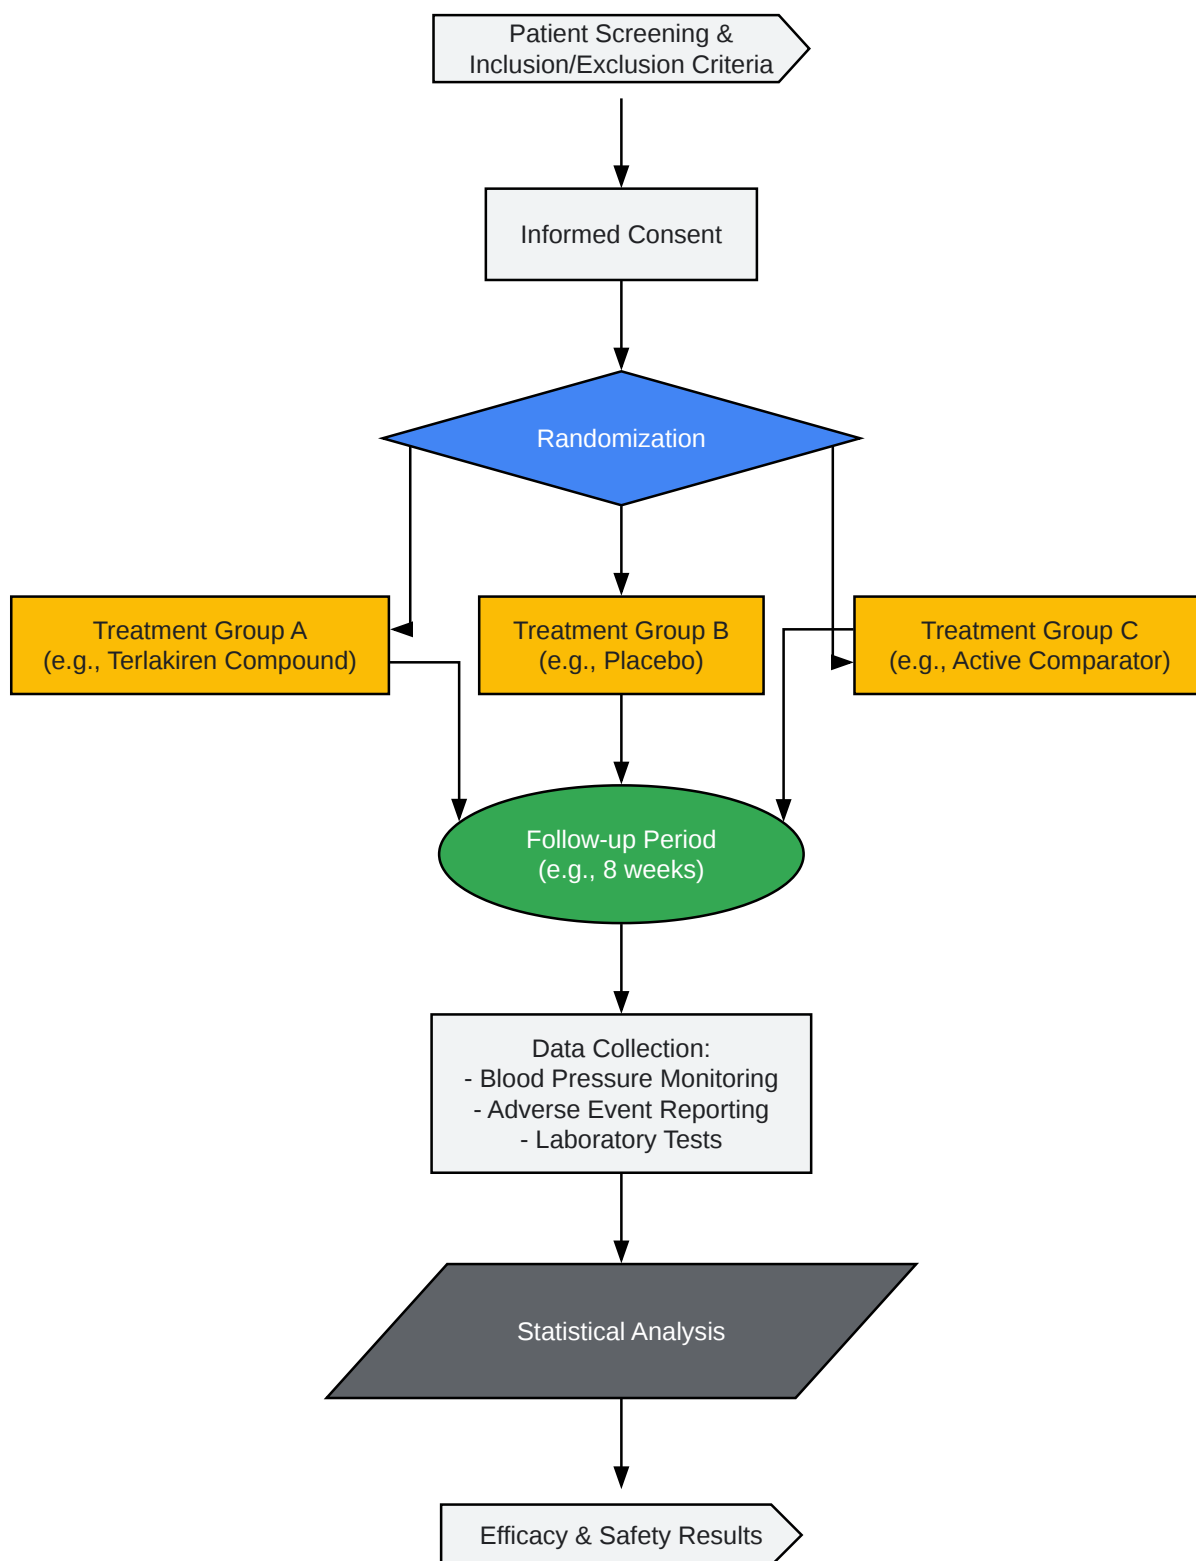 Patient Screening &
Inclusion/Exclusion Criteria
Informed Consent
Randomization
Treatment Group A
(e.g., Terlakiren Compound)
Treatment Group B
(e.g., Placebo)
Treatment Group C
(e.g., Active Comparator)
Follow-up Period
(e.g., 8 weeks)
Data Collection:
- Blood Pressure Monitoring
- Adverse Event Reporting
- Laboratory Tests
Statistical Analysis
Efficacy & Safety Results